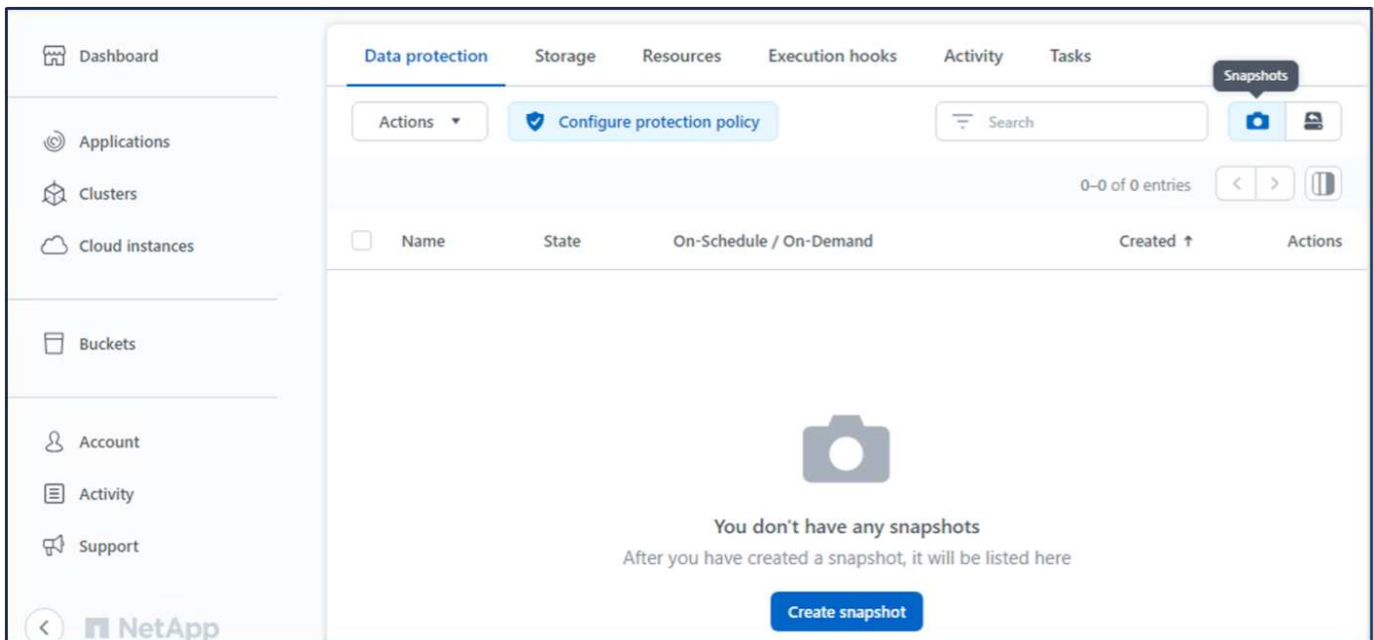 Dashboard
Applications
Clusters
Cloud instances
Buckets
Account
Activity
Support
NetApp
Data protection Storage Resources Execution hooks Activity Tasks
Snapshots
Actions Configure protection policy Search
0–0 of 0 entries
Name State On-Schedule / On-Demand Created ↑ Actions
You don't have any snapshots
After you have created a snapshot, it will be listed here
Create snapshot